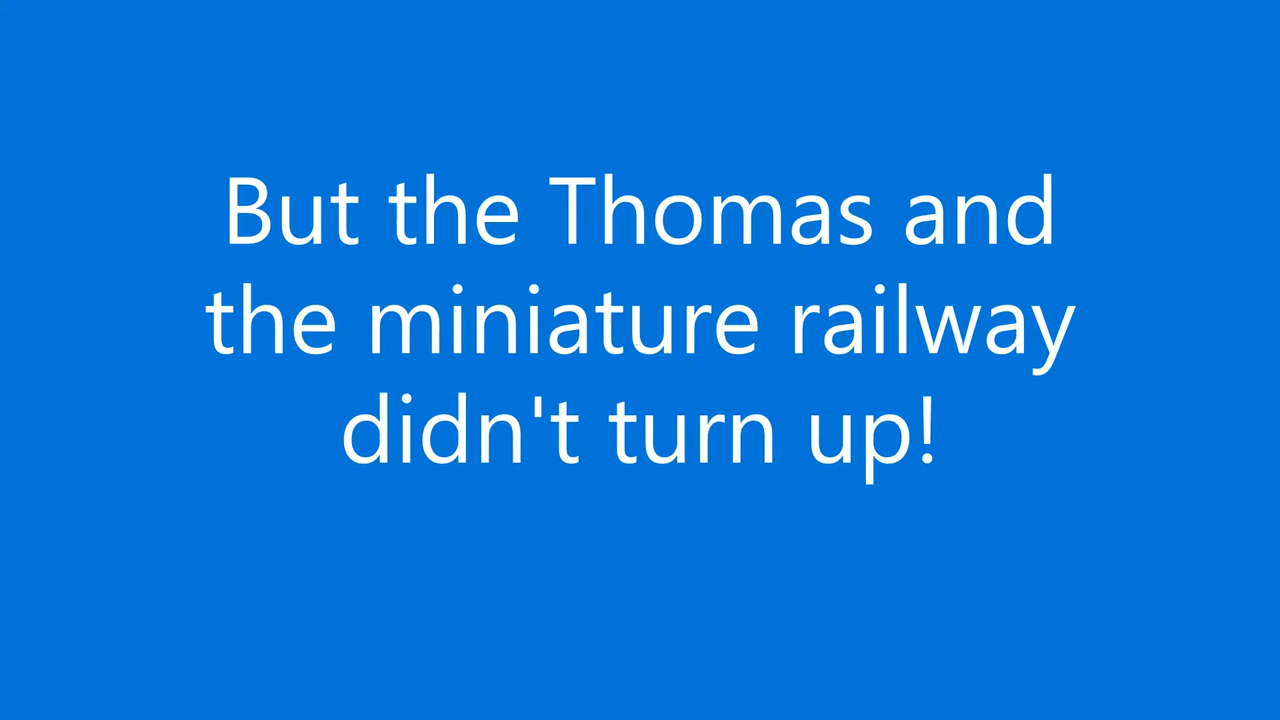 But the Thomas and
the miniature railway
didn't turn up!